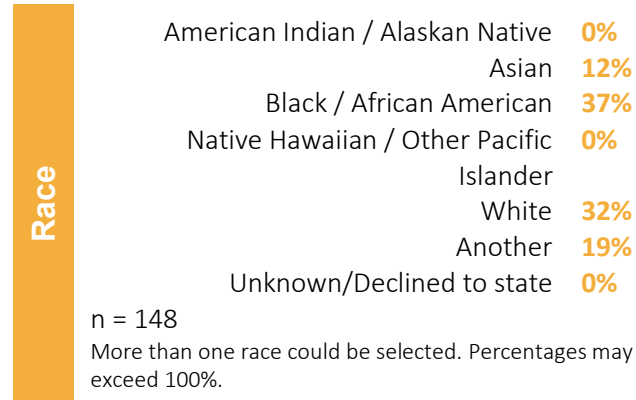 Race
American Indian / Alaskan Native 0%
Asian 12%
Black / African American 37%
Native Hawaiian / Other Pacific 0%
Islander
White 32%
Another 19%
Unknown/Declined to state 0%
n = 148
More than one race could be selected. Percentages may
exceed 100%.